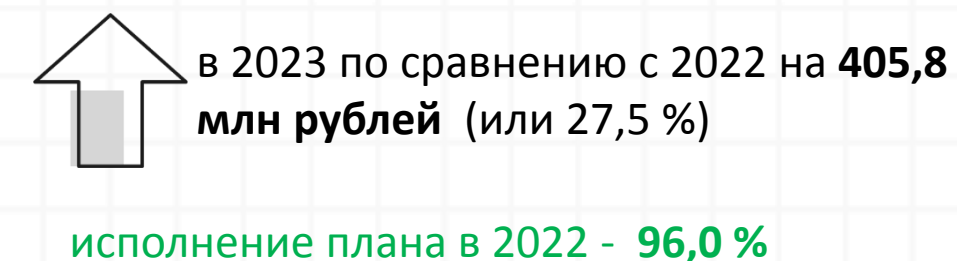 в 2023 по сравнению с 2022 на 405,8
млн рублей (или 27,5 %)
исполнение плана в 2022 - 96,0 %